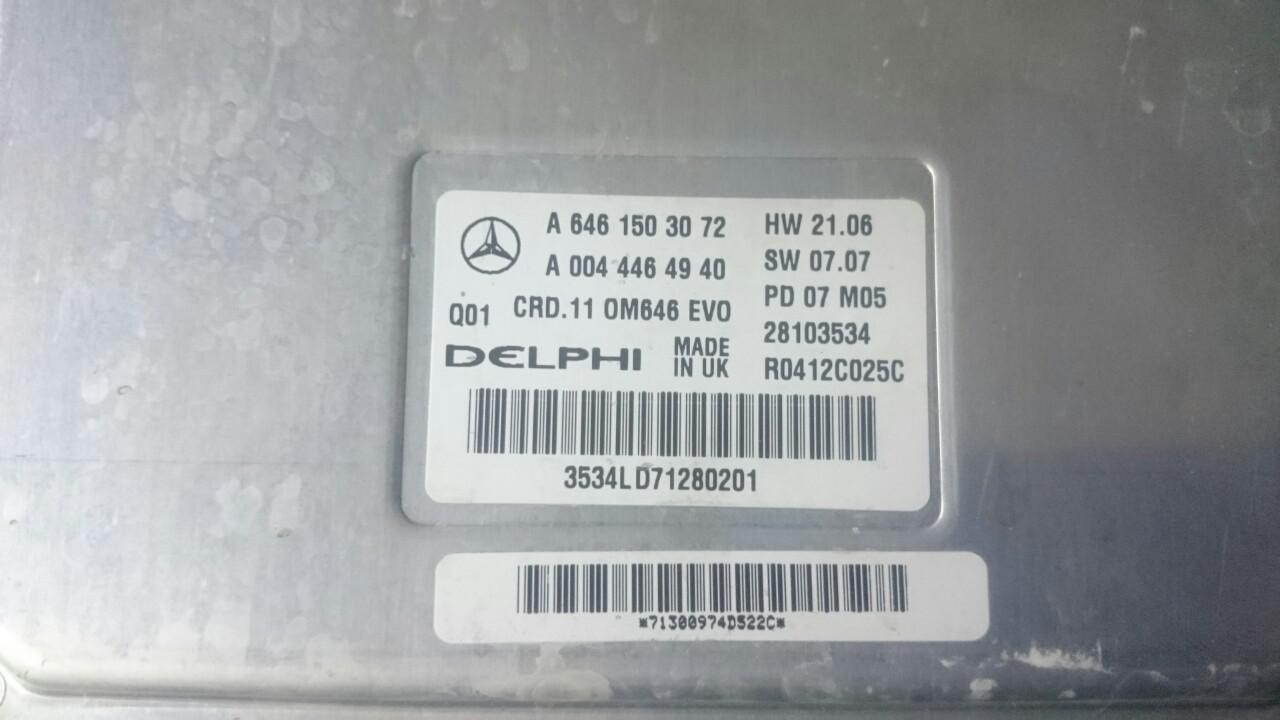 A 646 150 30 72 HW 21.06
A 004 446 49 40 SW 07.07
Q01 CRD.11 OM646 EVO PD 07 M05
28103534
DELPHI MADE IN UK R0412C025C
3534LD71280201
*71300974D522C*